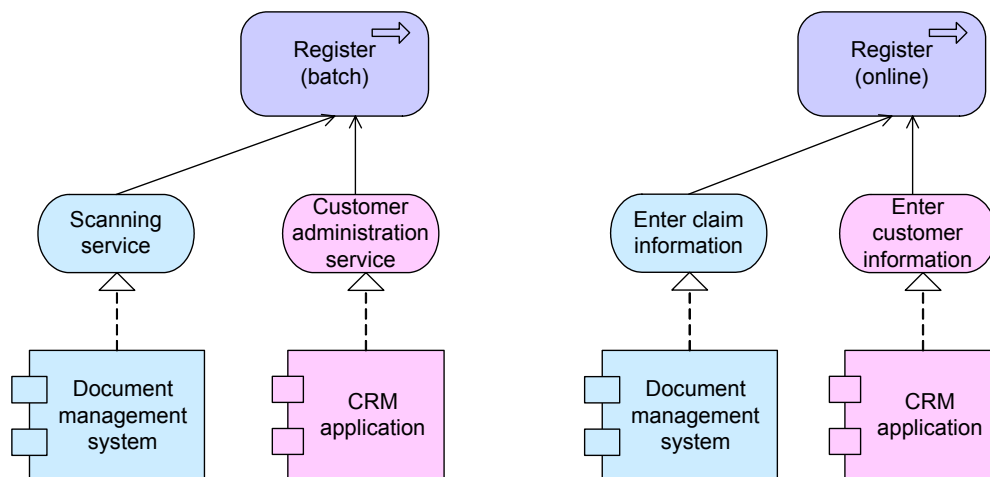 Register
(batch)
Register
(online)
Scanning
service
Customer
administration
service
Enter claim
information
Enter
customer
information
Document
management
system
CRM
application
Document
management
system
CRM
application